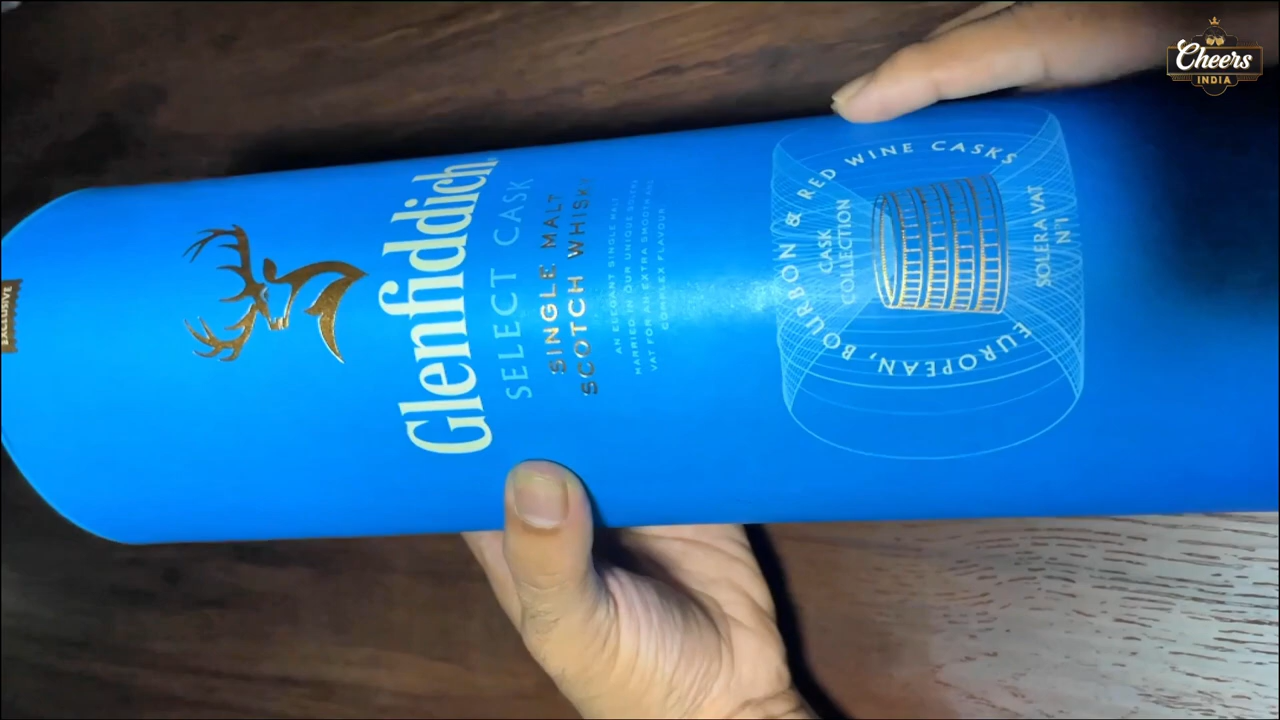 Cheers
INDIA
EXCLUSIVE
Glenfiddich
SELECT CASK
SINGLE MALT
SCOTCH WHISKY
AN ELEGANT SINGLE MALT
MARRIED IN OUR UNIQUE SOLERA
VAT FOR AN EXTRA SMOOTH AND
COMPLEX FLAVOUR
EUROPEAN, BOURBON & RED WINE CASKS
CASK
COLLECTION
SOLERA VAT
Nº1